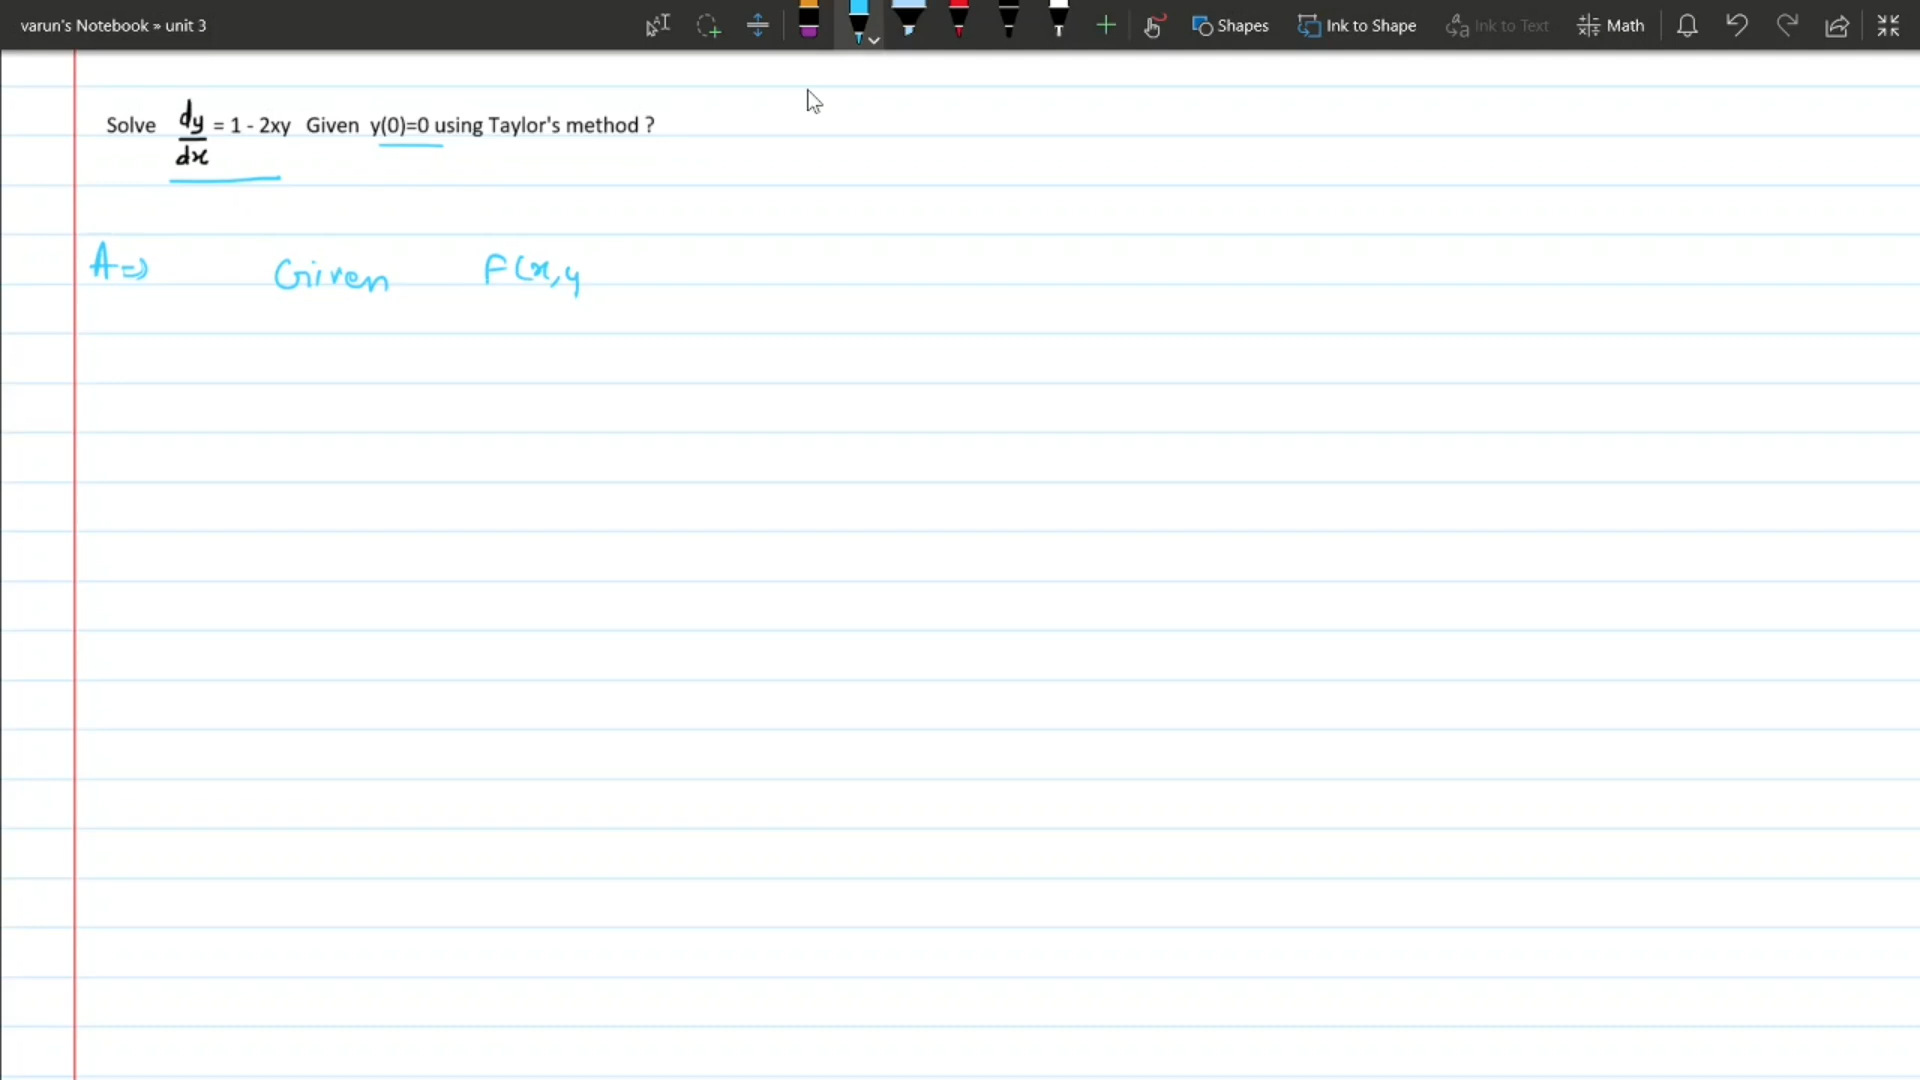 varun's Notebook » unit 3
Shapes
Ink to Shape
Ink to Text
Math
Solve dy/dx = 1 - 2xy Given y(0)=0 using Taylor's method ?
A⇒ Given F(x,y